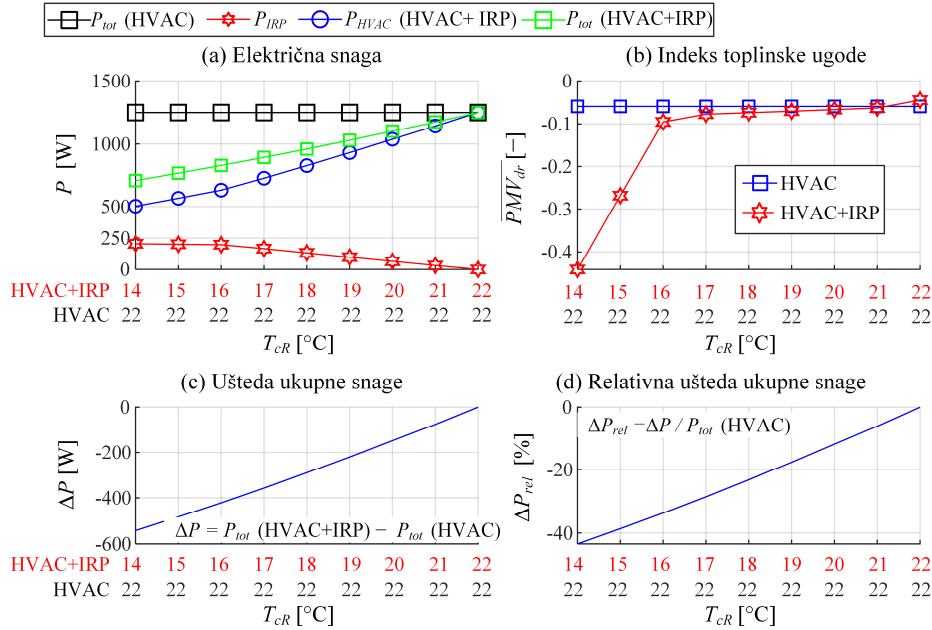 P_tot (HVAC) P_IRP P_HVAC (HVAC+ IRP) P_tot (HVAC+IRP)
(a) Električna snaga
1500
1000
500
250
0
P [W]
HVAC+IRP 14 15 16 17 18 19 20 21 22
HVAC 22 22 22 22 22 22 22 22 22
T_cR [°C]
(b) Indeks toplinske ugode
0
-0.1
-0.2
-0.3
-0.4
PMV_dr [−]
HVAC
HVAC+IRP
14 15 16 17 18 19 20 21 22
22 22 22 22 22 22 22 22 22
T_cR [°C]
(c) Ušteda ukupne snage
0
-200
-400
-600
ΔP [W]
ΔP = P_tot (HVAC+IRP) − P_tot (HVAC)
HVAC+IRP 14 15 16 17 18 19 20 21 22
HVAC 22 22 22 22 22 22 22 22 22
T_cR [°C]
(d) Relativna ušteda ukupne snage
0
-20
-40
ΔP_rel [%]
ΔP_rel −ΔP / P_tot (HVAC)
14 15 16 17 18 19 20 21 22
22 22 22 22 22 22 22 22 22
T_cR [°C]